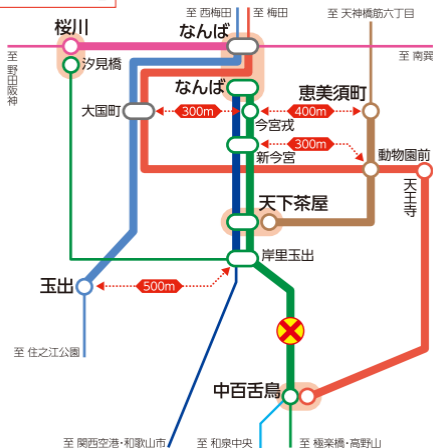 至 西梅田
至 梅田
至 天神橋筋六丁目
桜川
なんば
至 野田阪神
至 南巽
汐見橋
なんば
恵美須町
大国町
300m
400m
今宮戎
300m
新今宮
動物園前
天王寺
天下茶屋
岸里玉出
玉出
500m
至 住之江公園
中百舌鳥
至 関西空港・和歌山市
至 和泉中央
至 極楽橋・高野山